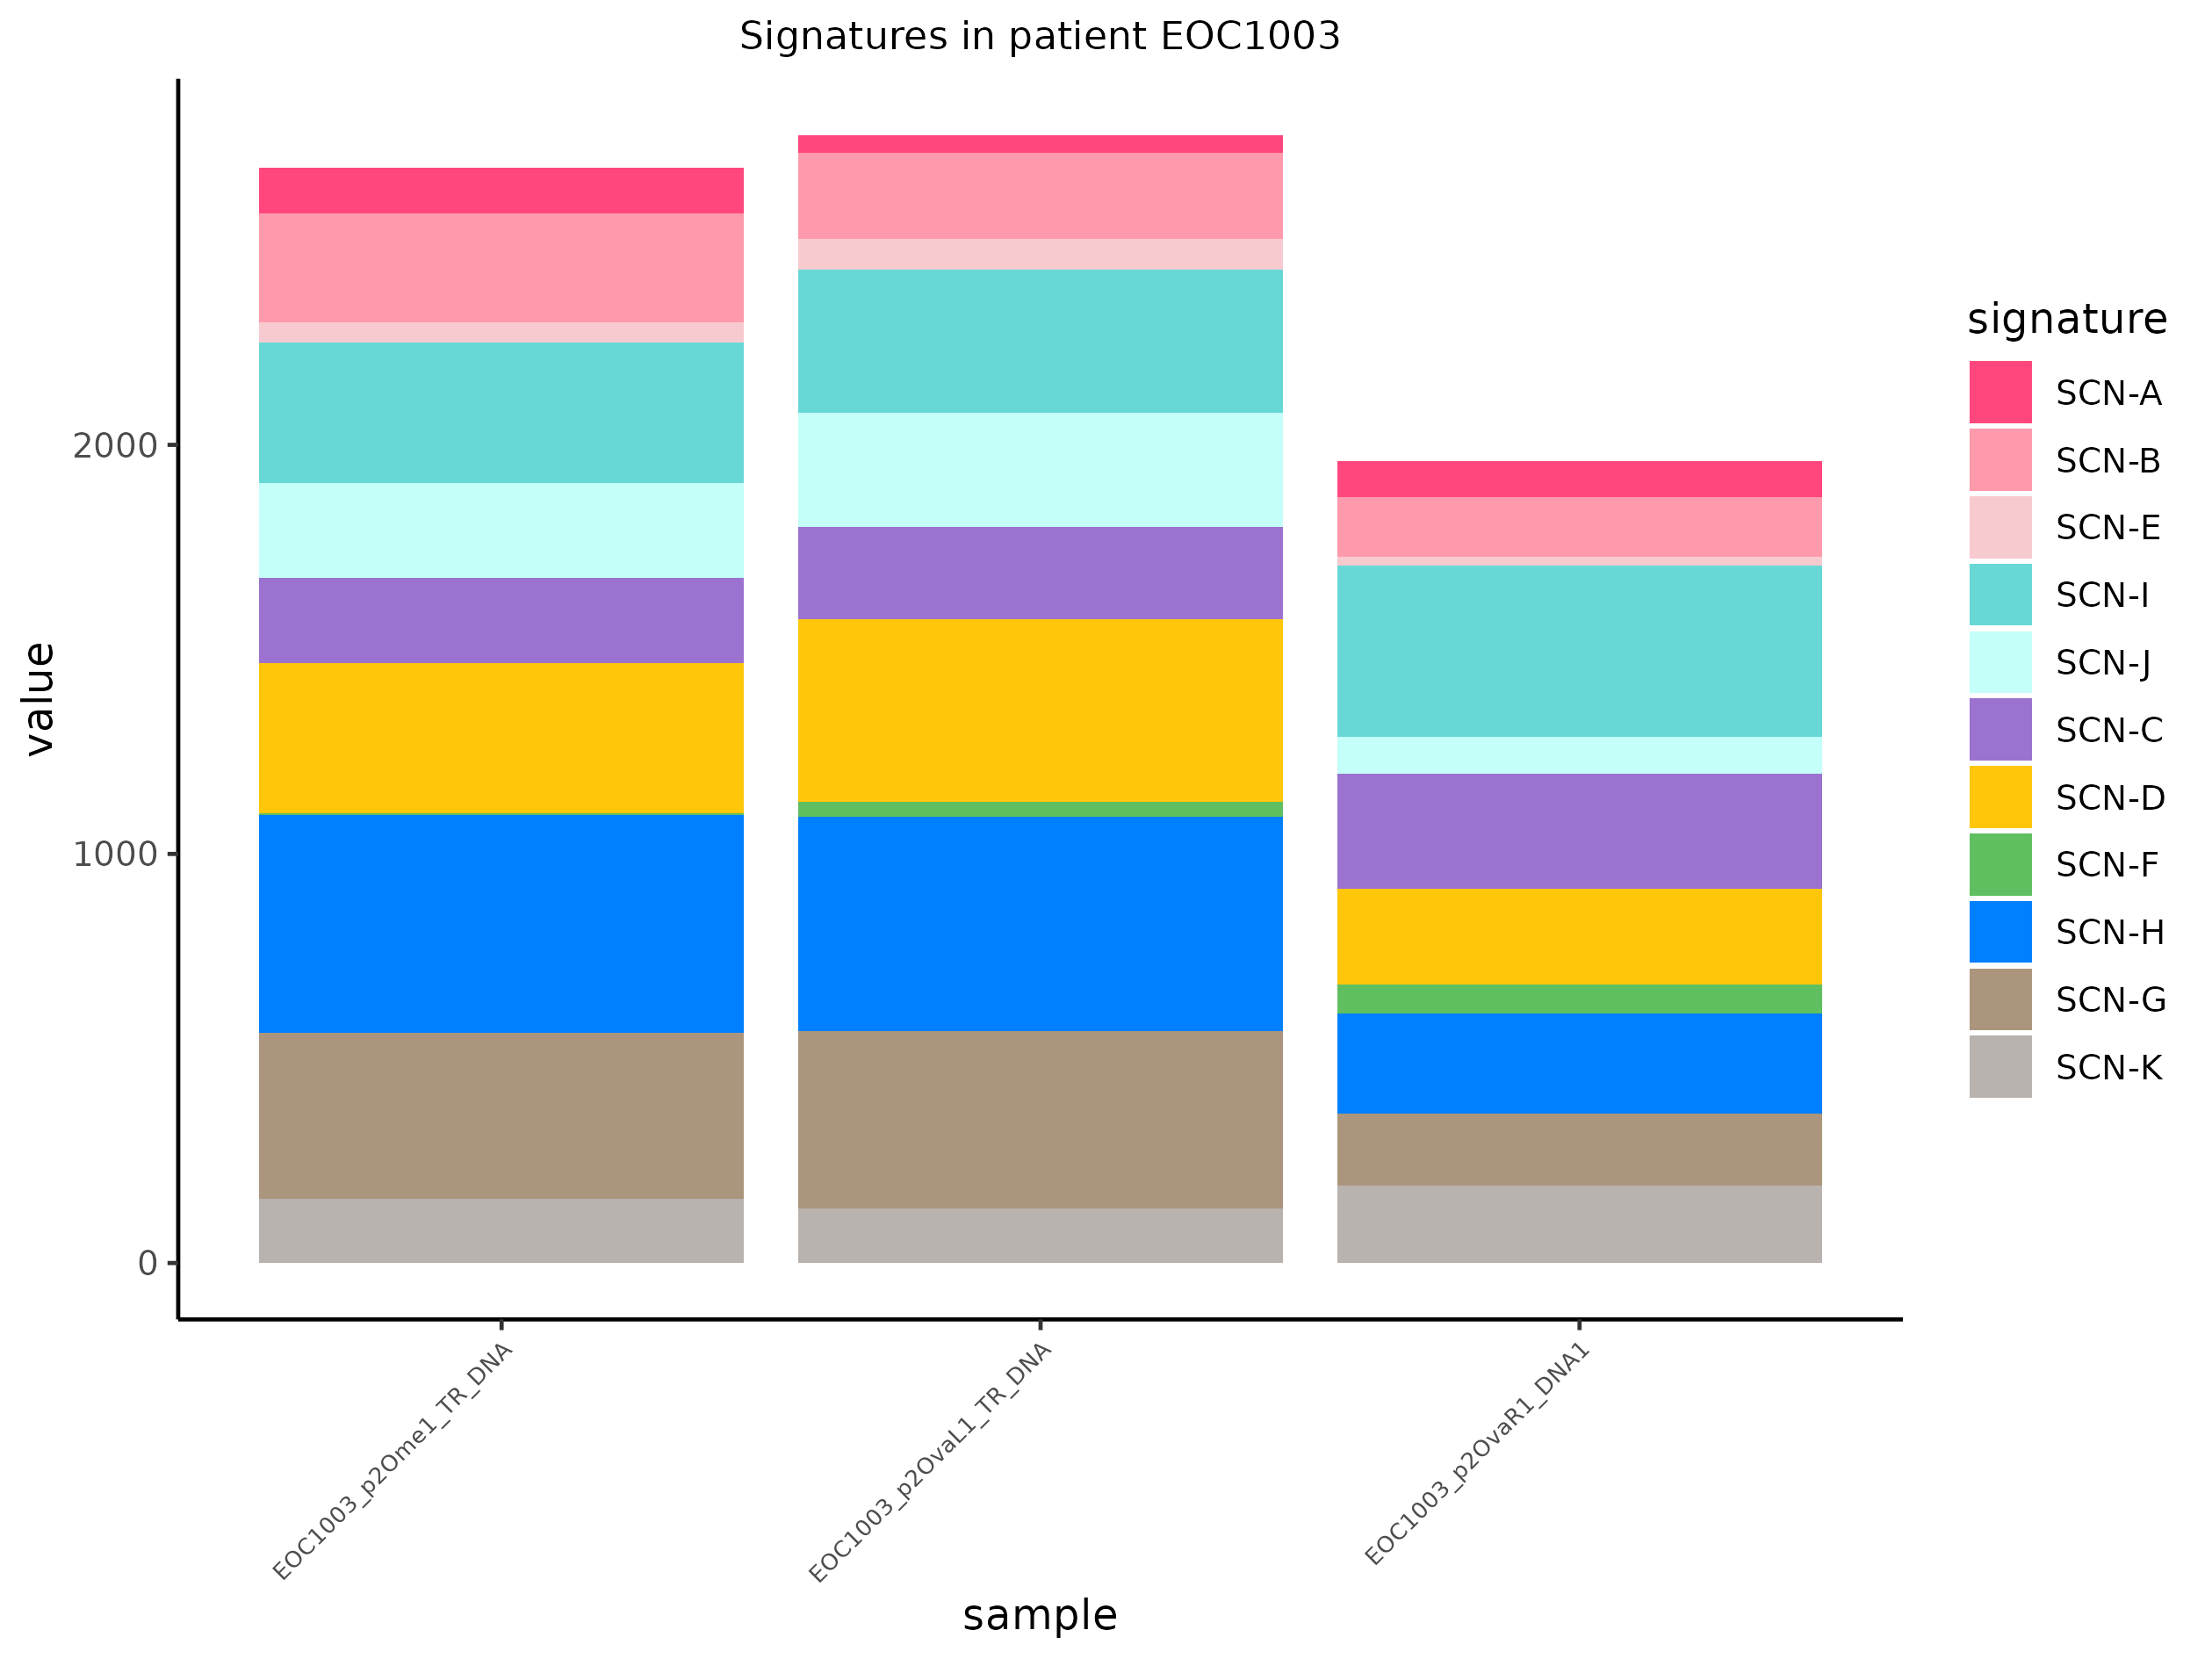 Signatures in patient EOC1003
value
2000
1000
0
EOC1003_p2Ome1_TR_DNA
EOC1003_p2OvaL1_TR_DNA
EOC1003_p2OvaR1_DNA1
sample
signature
SCN-A
SCN-B
SCN-E
SCN-I
SCN-J
SCN-C
SCN-D
SCN-F
SCN-H
SCN-G
SCN-K